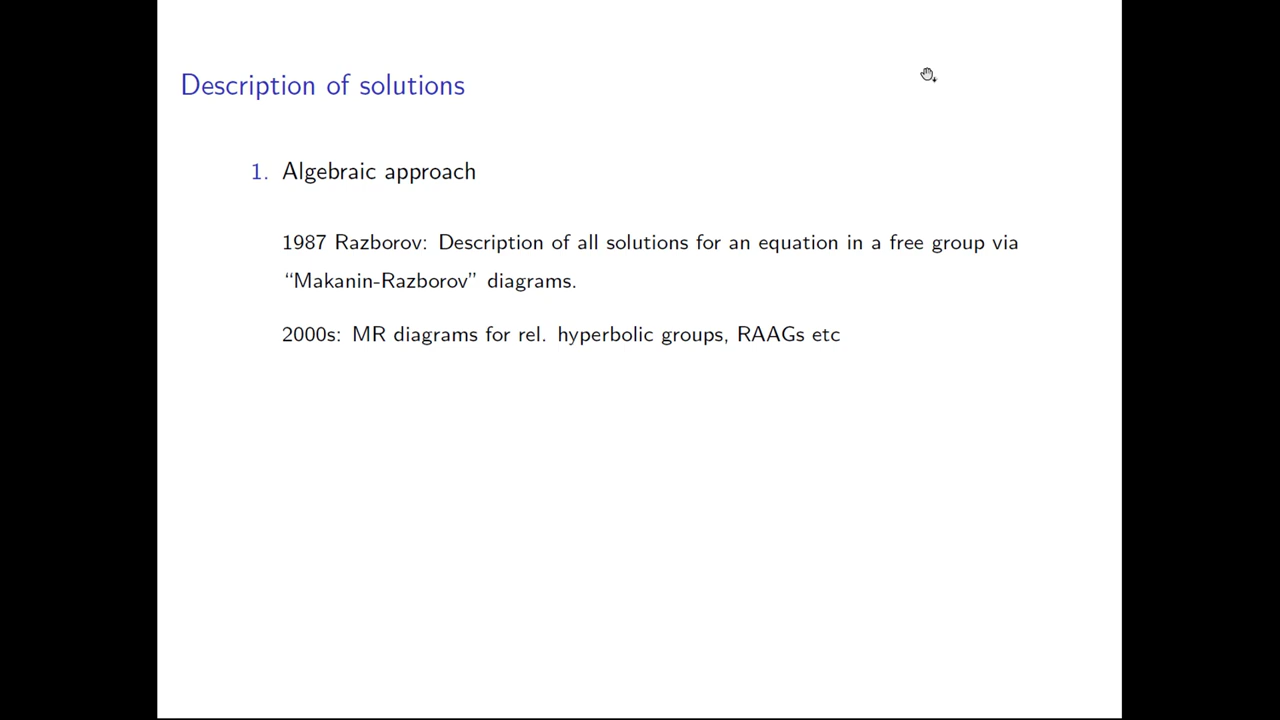 Description of solutions
1. Algebraic approach
1987 Razborov: Description of all solutions for an equation in a free group via
“Makanin-Razborov” diagrams.
2000s: MR diagrams for rel. hyperbolic groups, RAAGs etc